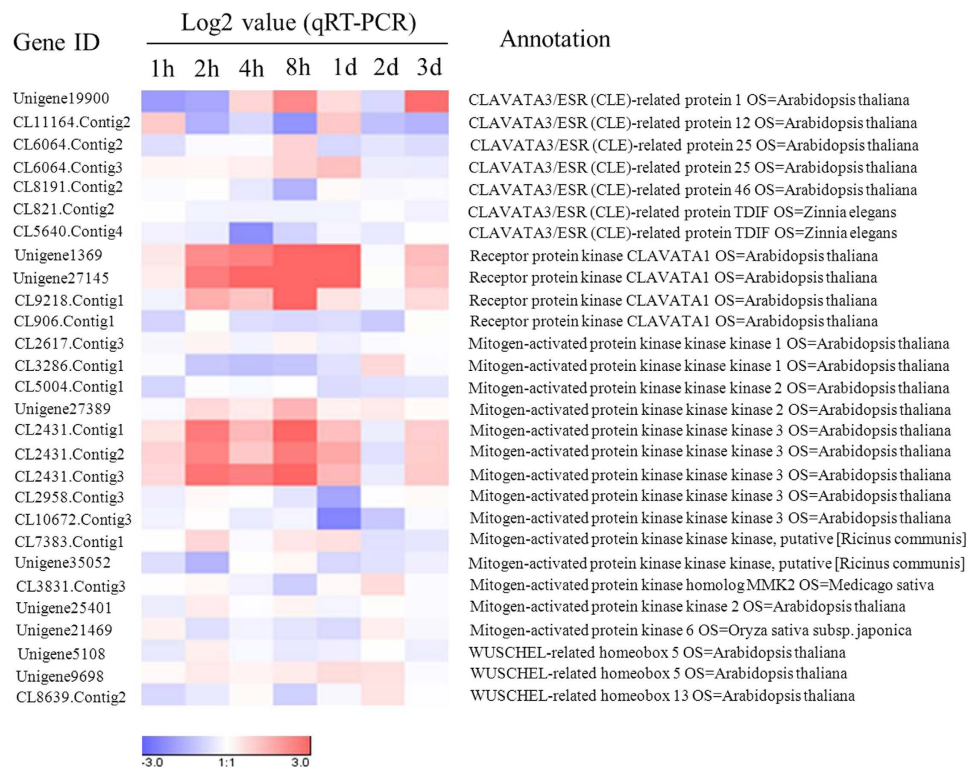 Log2 value (qRT-PCR)
Gene ID
Annotation
1h 2h 4h 8h 1d 2d 3d
Unigene19900 CLAVATA3/ESR (CLE)-related protein 1 OS=Arabidopsis thaliana
CL11164.Contig2 CLAVATA3/ESR (CLE)-related protein 12 OS=Arabidopsis thaliana
CL6064.Contig2 CLAVATA3/ESR (CLE)-related protein 25 OS=Arabidopsis thaliana
CL6064.Contig3 CLAVATA3/ESR (CLE)-related protein 25 OS=Arabidopsis thaliana
CL8191.Contig2 CLAVATA3/ESR (CLE)-related protein 46 OS=Arabidopsis thaliana
CL821.Contig2 CLAVATA3/ESR (CLE)-related protein TDIF OS=Zinnia elegans
CL5640.Contig4 CLAVATA3/ESR (CLE)-related protein TDIF OS=Zinnia elegans
Unigene1369 Receptor protein kinase CLAVATA1 OS=Arabidopsis thaliana
Unigene27145 Receptor protein kinase CLAVATA1 OS=Arabidopsis thaliana
CL9218.Contig1 Receptor protein kinase CLAVATA1 OS=Arabidopsis thaliana
CL906.Contig1 Receptor protein kinase CLAVATA1 OS=Arabidopsis thaliana
CL2617.Contig3 Mitogen-activated protein kinase kinase kinase 1 OS=Arabidopsis thaliana
CL3286.Contig1 Mitogen-activated protein kinase kinase kinase 1 OS=Arabidopsis thaliana
CL5004.Contig1 Mitogen-activated protein kinase kinase kinase 2 OS=Arabidopsis thaliana
Unigene27389 Mitogen-activated protein kinase kinase kinase 2 OS=Arabidopsis thaliana
CL2431.Contig1 Mitogen-activated protein kinase kinase kinase 3 OS=Arabidopsis thaliana
CL2431.Contig2 Mitogen-activated protein kinase kinase kinase 3 OS=Arabidopsis thaliana
CL2431.Contig3 Mitogen-activated protein kinase kinase kinase 3 OS=Arabidopsis thaliana
CL2958.Contig3 Mitogen-activated protein kinase kinase kinase 3 OS=Arabidopsis thaliana
CL10672.Contig3 Mitogen-activated protein kinase kinase kinase 3 OS=Arabidopsis thaliana
CL7383.Contig1 Mitogen-activated protein kinase kinase kinase, putative [Ricinus communis]
Unigene35052 Mitogen-activated protein kinase kinase kinase, putative [Ricinus communis]
CL3831.Contig3 Mitogen-activated protein kinase homolog MMK2 OS=Medicago sativa
Unigene25401 Mitogen-activated protein kinase kinase 2 OS=Arabidopsis thaliana
Unigene21469 Mitogen-activated protein kinase 6 OS=Oryza sativa subsp. japonica
Unigene5108 WUSCHEL-related homeobox 5 OS=Arabidopsis thaliana
Unigene9698 WUSCHEL-related homeobox 5 OS=Arabidopsis thaliana
CL8639.Contig2 WUSCHEL-related homeobox 13 OS=Arabidopsis thaliana
-3.0 1:1 3.0